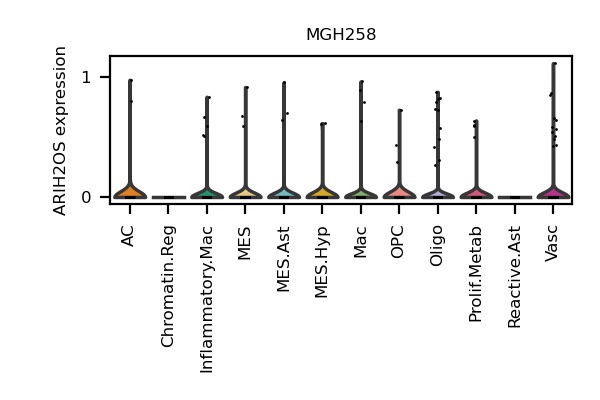 MGH258
ARIH2OS expression
1
0
AC
Chromatin.Reg
Inflammatory.Mac
MES
MES.Ast
MES.Hyp
Mac
OPC
Oligo
Prolif.Metab
Reactive.Ast
Vasc